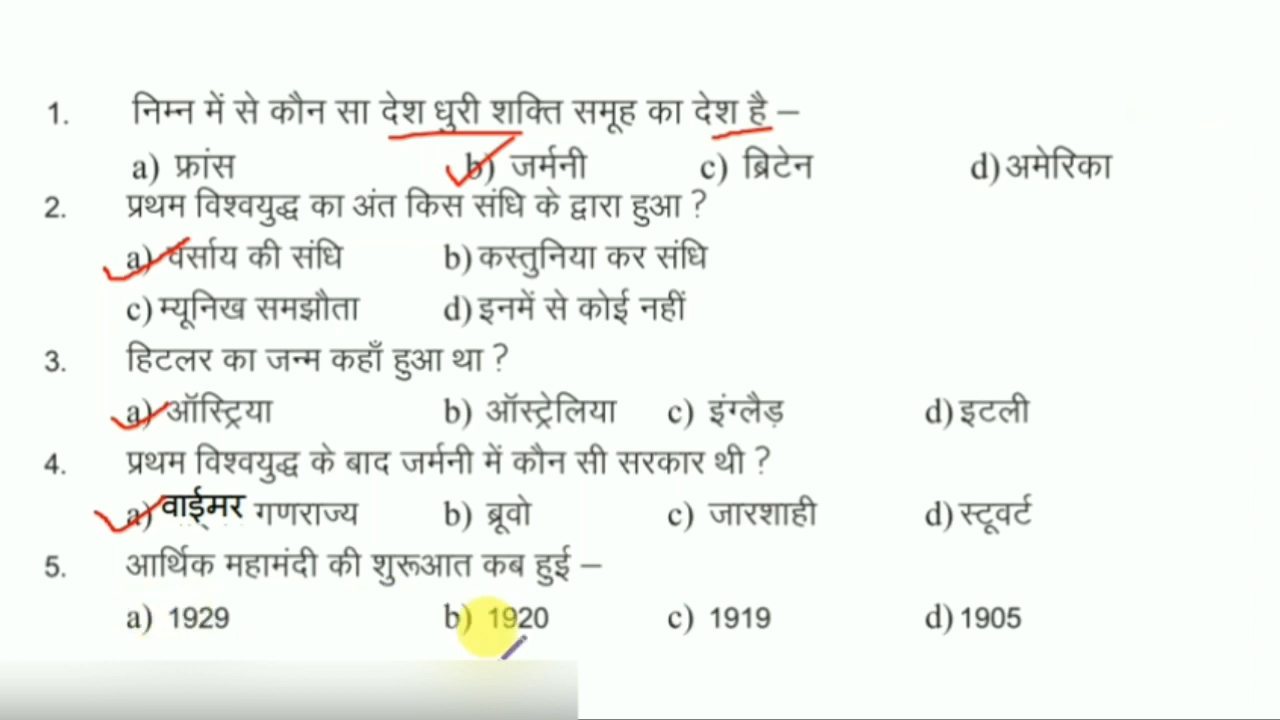 1. निम्न में से कौन सा देश धुरी शक्ति समूह का देश है –
a) फ्रांस b) जर्मनी c) ब्रिटेन d) अमेरिका
2. प्रथम विश्वयुद्ध का अंत किस संधि के द्वारा हुआ ?
a) वर्साय की संधि b) कस्तुनिया कर संधि
c) म्यूनिख समझौता d) इनमें से कोई नहीं
3. हिटलर का जन्म कहाँ हुआ था ?
a) ऑस्ट्रिया b) ऑस्ट्रेलिया c) इंग्लैड़ d) इटली
4. प्रथम विश्वयुद्ध के बाद जर्मनी में कौन सी सरकार थी ?
a) वाईमर गणराज्य b) ब्रूवो c) जारशाही d) स्टूवर्ट
5. आर्थिक महामंदी की शुरूआत कब हुई –
a) 1929 b) 1920 c) 1919 d) 1905